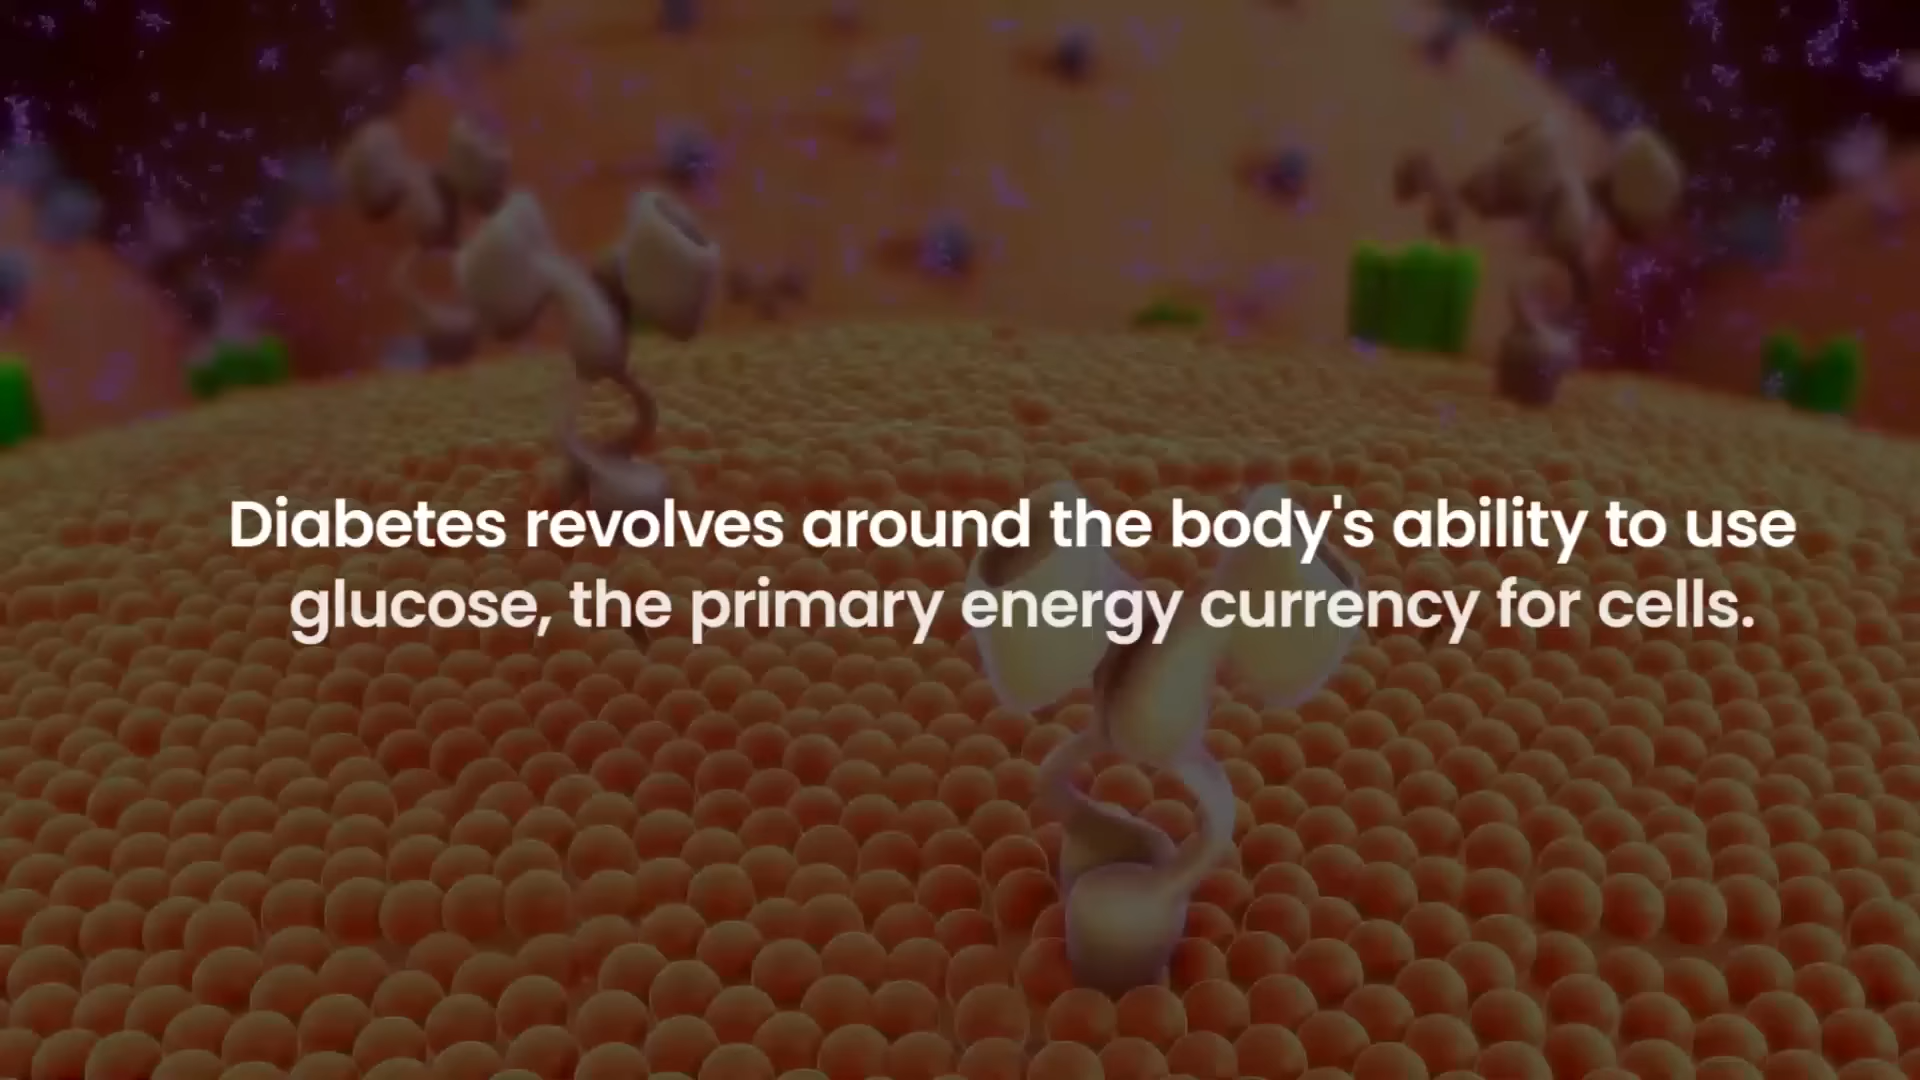 Diabetes revolves around the body's ability to use
glucose, the primary energy currency for cells.